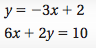 y = −3x + 2
6x + 2y = 10